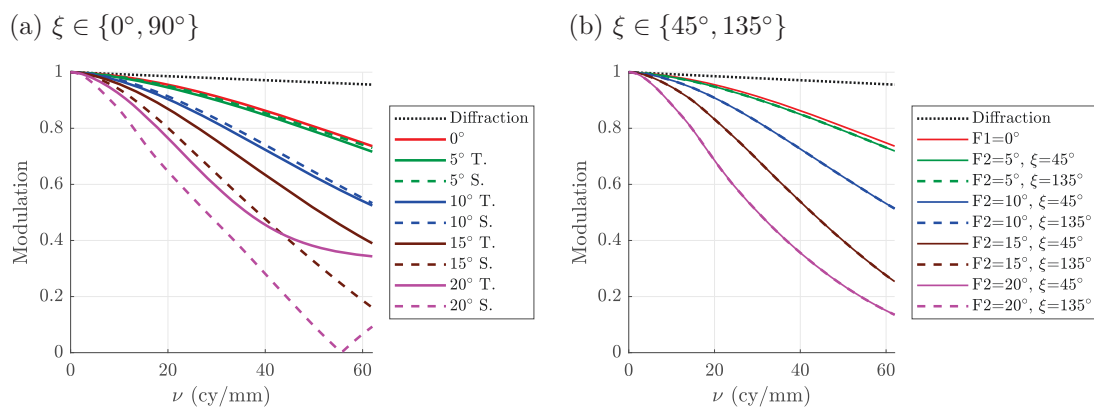 (a) ξ ∈ {0°, 90°}
1
0.8
0.6
0.4
0.2
0
Modulation
0
20
40
60
ν (cy/mm)
Diffraction
0°
5° T.
5° S.
10° T.
10° S.
15° T.
15° S.
20° T.
20° S.
(b) ξ ∈ {45°, 135°}
1
0.8
0.6
0.4
0.2
0
Modulation
0
20
40
60
ν (cy/mm)
Diffraction
F1=0°
F2=5°, ξ=45°
F2=5°, ξ=135°
F2=10°, ξ=45°
F2=10°, ξ=135°
F2=15°, ξ=45°
F2=15°, ξ=135°
F2=20°, ξ=45°
F2=20°, ξ=135°